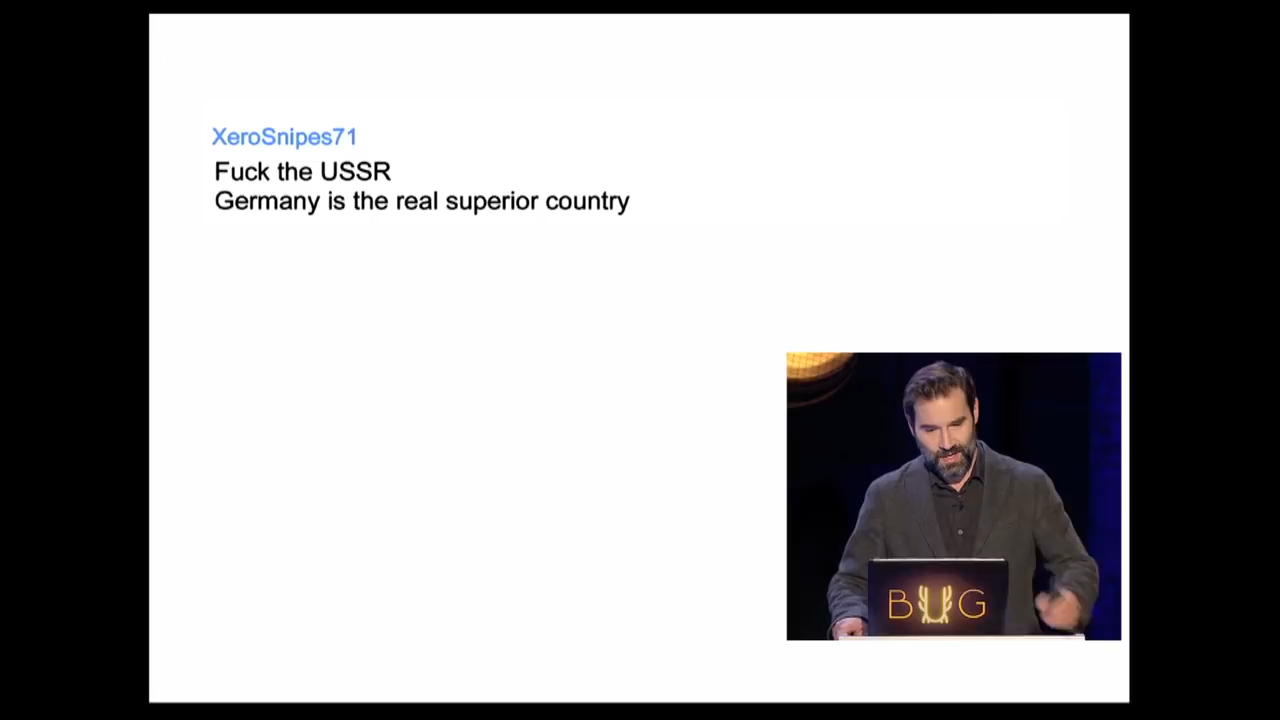 XeroSnipes71
Fuck the USSR
Germany is the real superior country
BUG